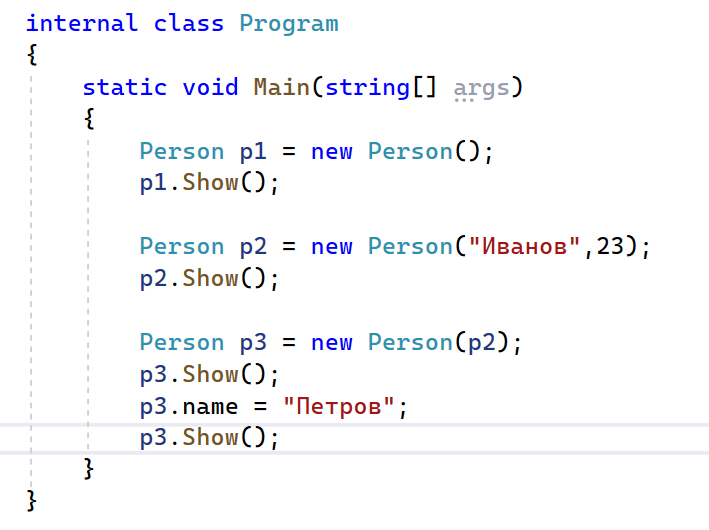 internal class Program
{
static void Main(string[] args)
{
Person p1 = new Person();
p1.Show();
Person p2 = new Person("Иванов",23);
p2.Show();
Person p3 = new Person(p2);
p3.Show();
p3.name = "Петров";
p3.Show();
}
}